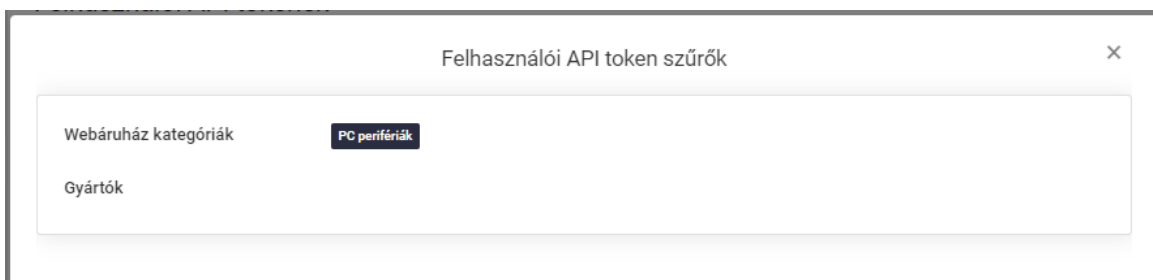 Felhasználói API token szűrők
×
Webáruház kategóriák PC perifériák
Gyártók